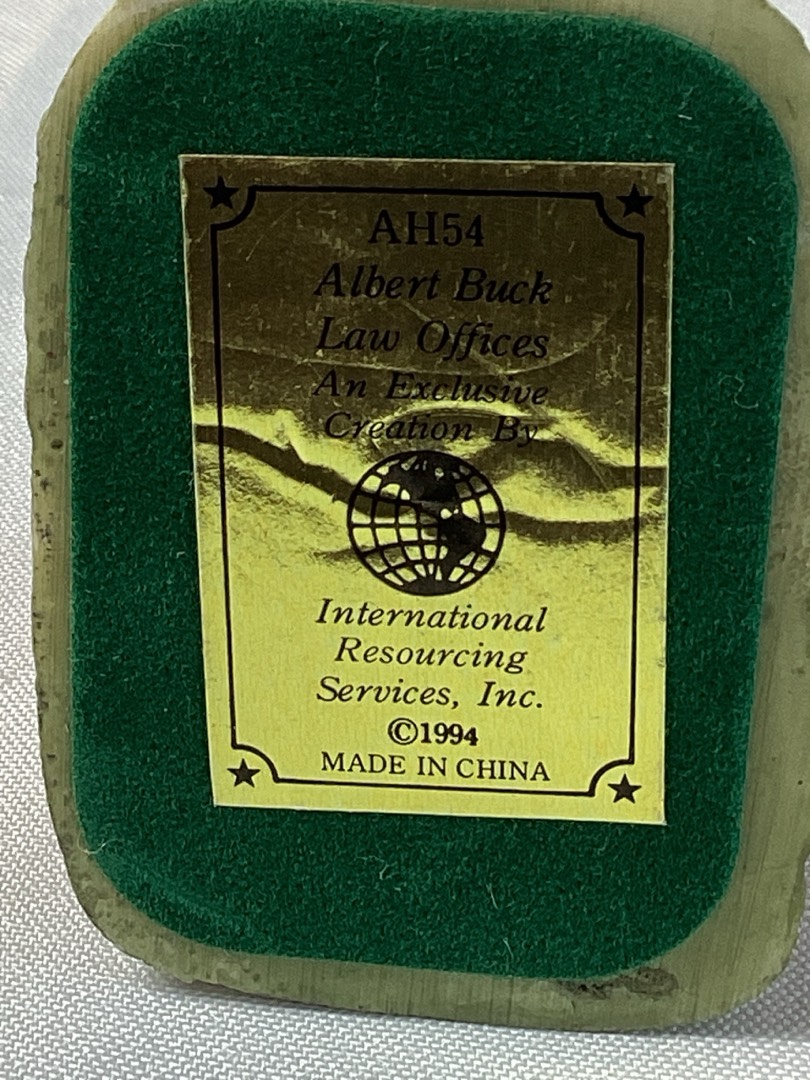 AH54
Albert Buck
Law Offices
An Exclusive
Creation By
International
Resourcing
Services, Inc.
©1994
MADE IN CHINA